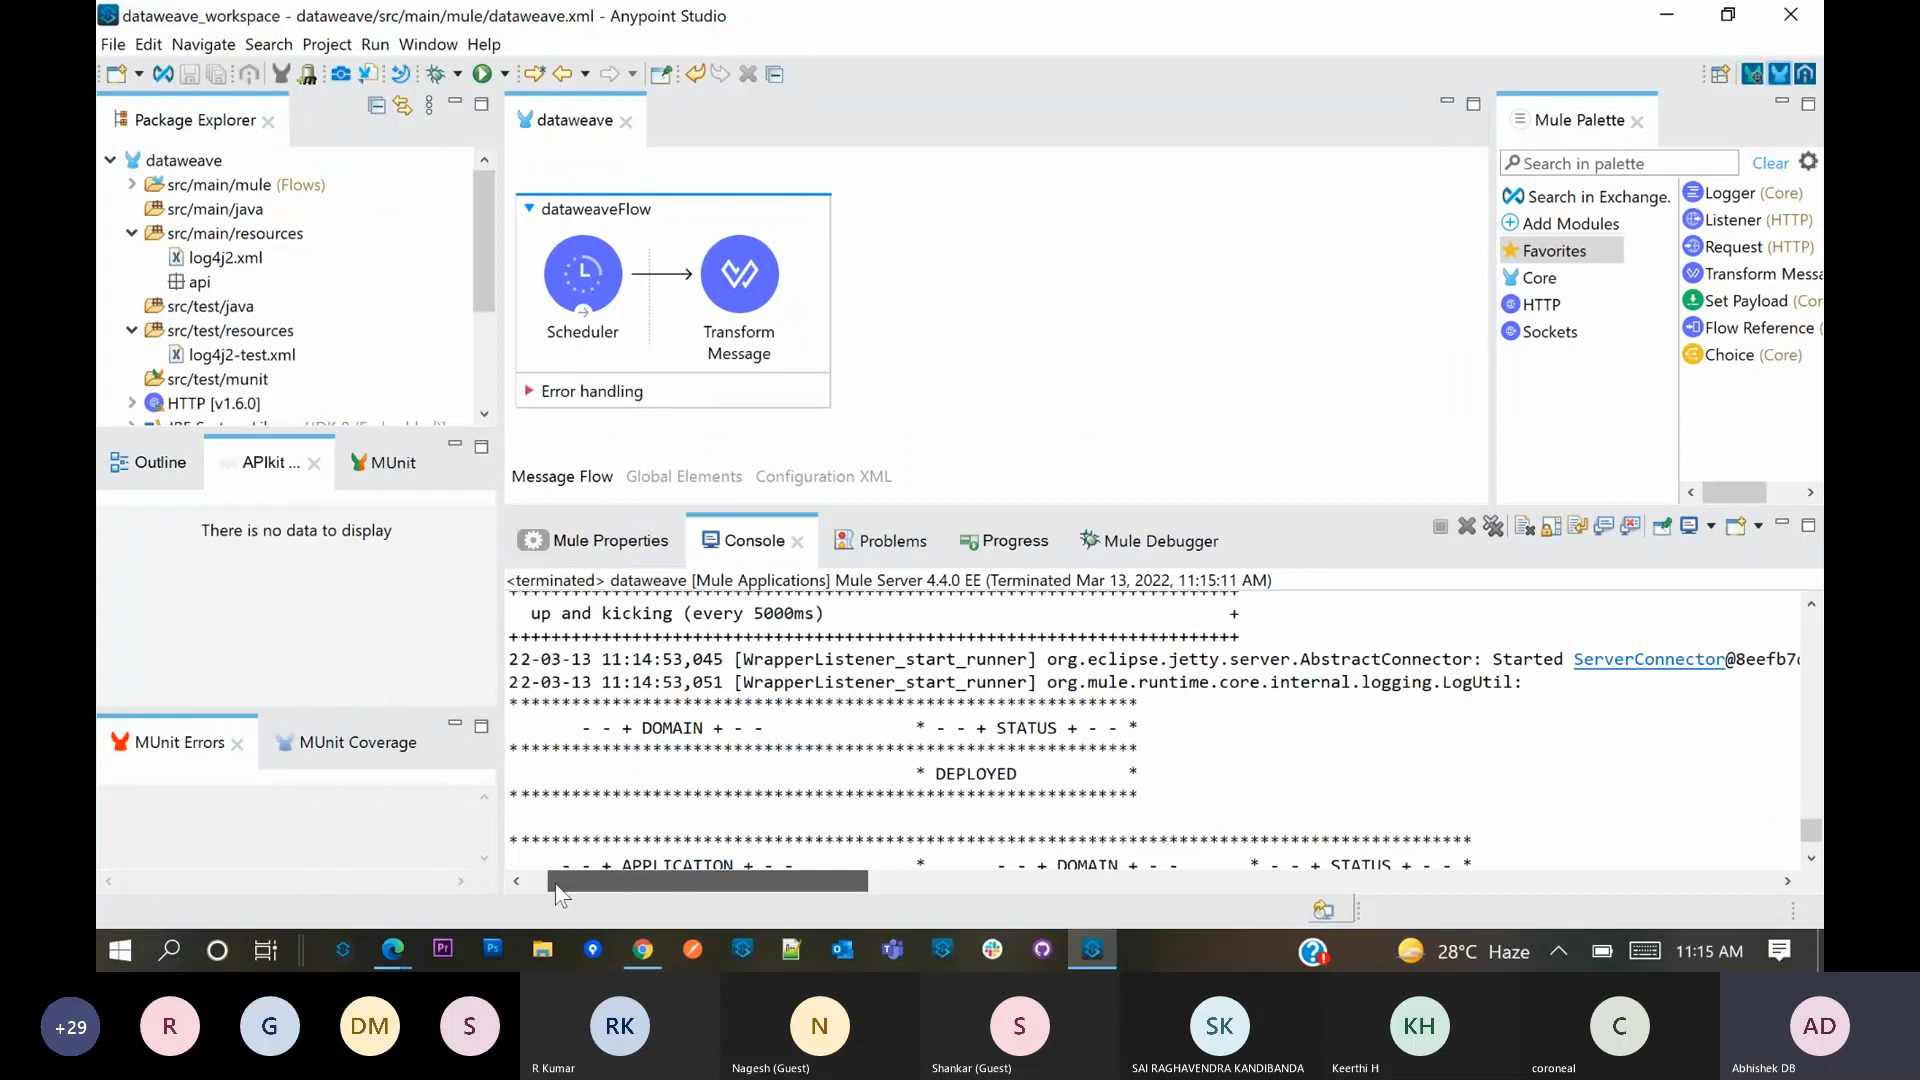 dataweave_workspace - dataweave/src/main/mule/dataweave.xml - Anypoint Studio
File Edit Navigate Search Project Run Window Help
Package Explorer
dataweave
src/main/mule (Flows)
src/main/java
src/main/resources
log4j2.xml
api
src/test/java
src/test/resources
log4j2-test.xml
src/test/munit
HTTP [v1.6.0]
Outline
APIkit ...
MUnit
There is no data to display
MUnit Errors
MUnit Coverage
dataweave
dataweaveFlow
Scheduler
Transform
Message
Error handling
Message Flow Global Elements Configuration XML
Mule Palette
Search in palette
Clear
Search in Exchange.
Add Modules
Favorites
Core
HTTP
Sockets
Logger (Core)
Listener (HTTP)
Request (HTTP)
Transform Messa
Set Payload (Cor
Flow Reference (
Choice (Core)
Mule Properties
Console
Problems
Progress
Mule Debugger
<terminated> dataweave [Mule Applications] Mule Server 4.4.0 EE (Terminated Mar 13, 2022, 11:15:11 AM)
up and kicking (every 5000ms) +
+++++++++++++++++++++++++++++++++++++++++++++++++++++++++++++++++++++++
22-03-13 11:14:53,045 [WrapperListener_start_runner] org.eclipse.jetty.server.AbstractConnector: Started ServerConnector@8eefb7
22-03-13 11:14:53,051 [WrapperListener_start_runner] org.mule.runtime.core.internal.logging.LogUtil:
*************************************************************
- - + DOMAIN + - - * - - + STATUS + - - *
*************************************************************
* DEPLOYED *
*************************************************************
*********************************************************************************************
- - + APPLICATION + - - * - - + DOMAIN + - - * - - + STATUS + - - *
Pr
Ps
28°C Haze
11:15 AM
+29
R
G
DM
S
RK
R Kumar
N
Nagesh (Guest)
S
Shankar (Guest)
SK
SAI RAGHAVENDRA KANDIBANDA
KH
Keerthi H
C
coroneal
AD
Abhishek DB